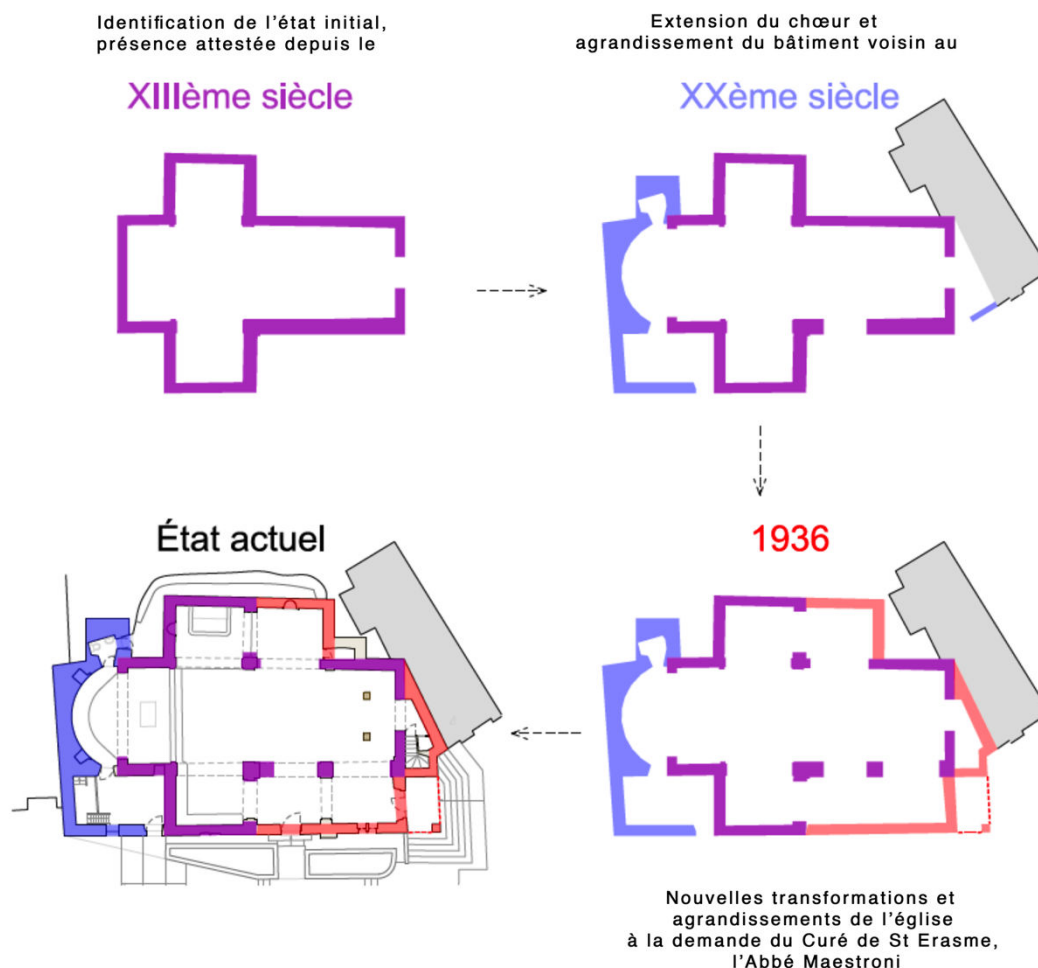 Identification de l'état initial,
présence attestée depuis le
XIIIème siècle
Extension du chœur et
agrandissement du bâtiment voisin au
XXème siècle
1936
Nouvelles transformations et
agrandissements de l'église
à la demande du Curé de St Erasme,
l'Abbé Maestroni
État actuel